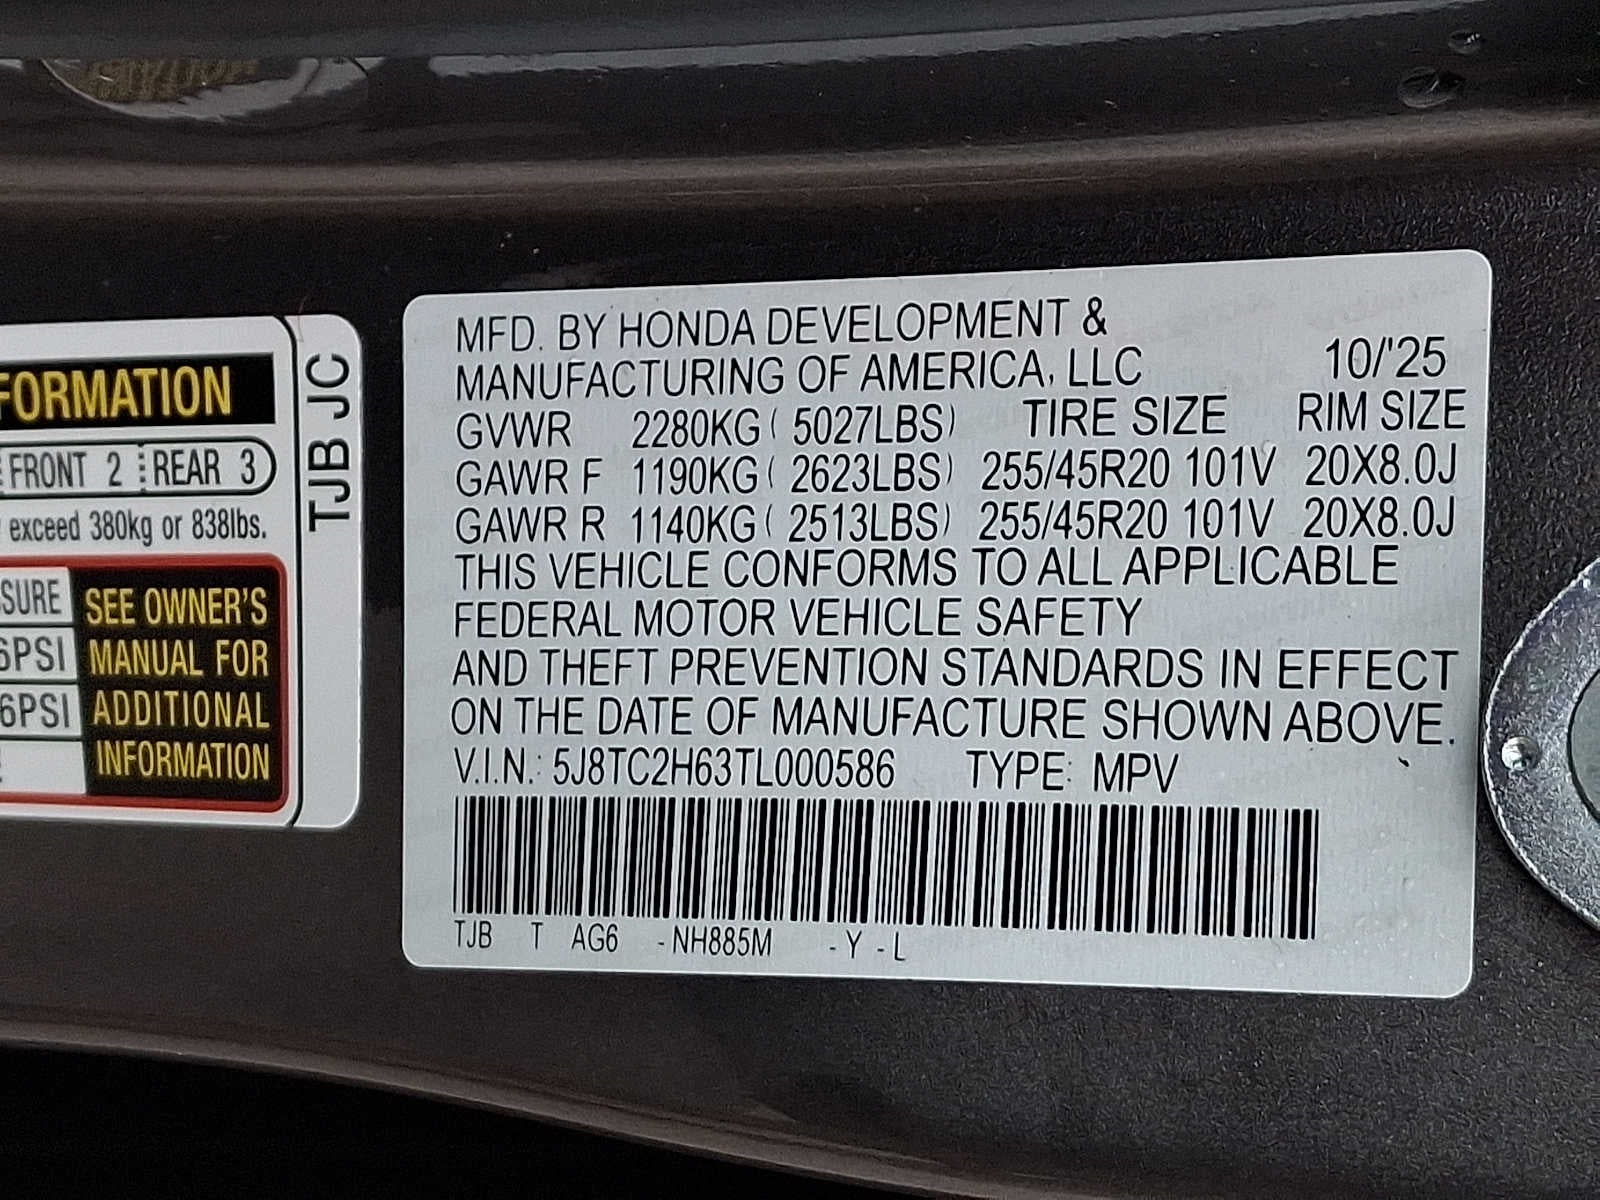 FORMATION
FRONT 2 REAR 3
exceed 380kg or 838lbs.
SURE
6PSI
6PSI
SEE OWNER'S
MANUAL FOR
ADDITIONAL
INFORMATION
TJB JC
MFD. BY HONDA DEVELOPMENT &
MANUFACTURING OF AMERICA, LLC 10/'25
GVWR 2280KG ( 5027LBS) TIRE SIZE RIM SIZE
GAWR F 1190KG ( 2623LBS) 255/45R20 101V 20X8.0J
GAWR R 1140KG ( 2513LBS) 255/45R20 101V 20X8.0J
THIS VEHICLE CONFORMS TO ALL APPLICABLE
FEDERAL MOTOR VEHICLE SAFETY
AND THEFT PREVENTION STANDARDS IN EFFECT
ON THE DATE OF MANUFACTURE SHOWN ABOVE.
V.I.N.: 5J8TC2H63TL000586 TYPE: MPV
TJB T AG6 -NH885M -Y -L